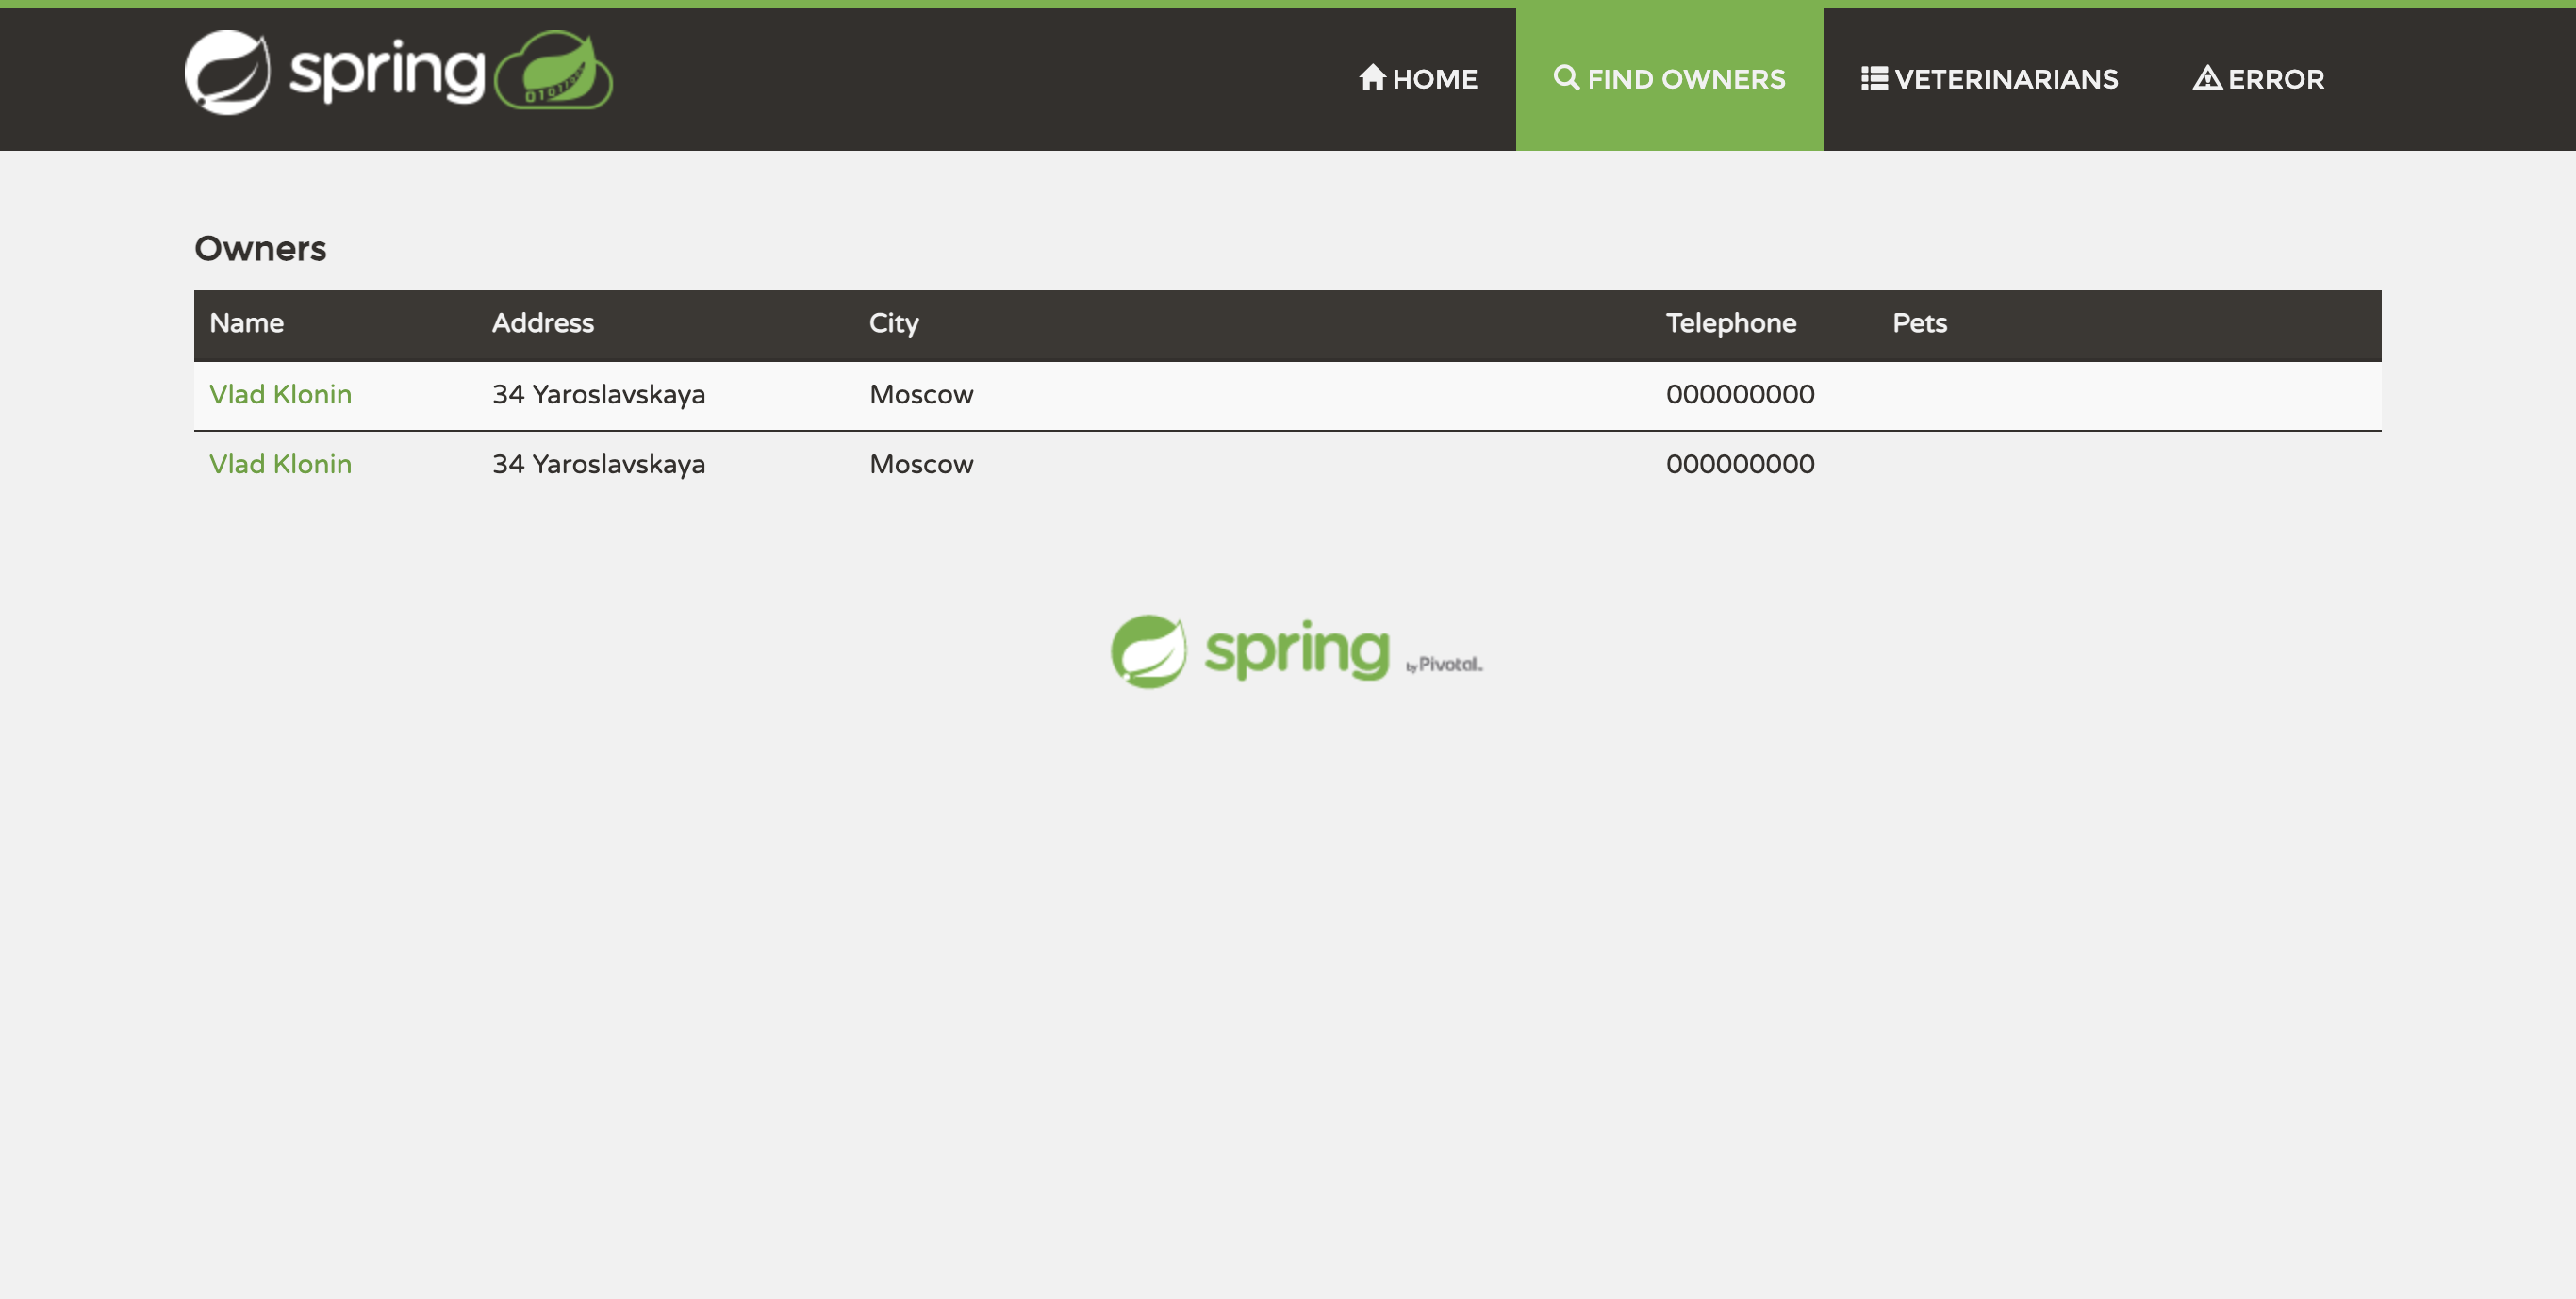 spring
HOME FIND OWNERS VETERINARIANS ERROR
Owners
Name Address City Telephone Pets
Vlad Klonin 34 Yaroslavskaya Moscow 000000000
Vlad Klonin 34 Yaroslavskaya Moscow 000000000
spring by Pivotal